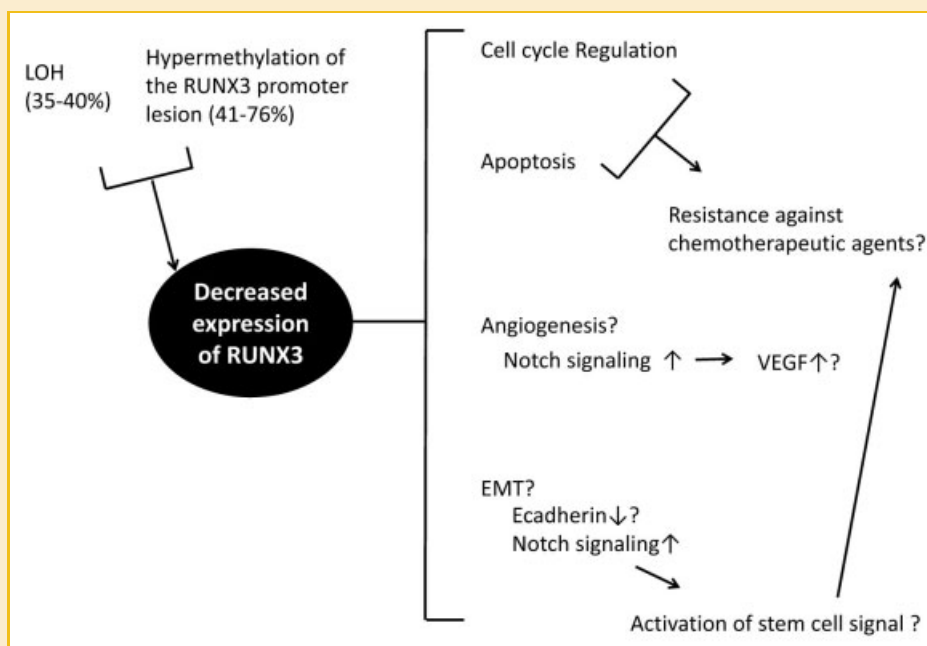 LOH
(35-40%)
Hypermethylation of
the RUNX3 promoter
lesion (41-76%)
Decreased
expression
of RUNX3
Cell cycle Regulation
Apoptosis
Resistance against
chemotherapeutic agents?
Angiogenesis?
Notch signaling ↑ → VEGF↑?
EMT?
Ecadherin↓?
Notch signaling↑
Activation of stem cell signal ?